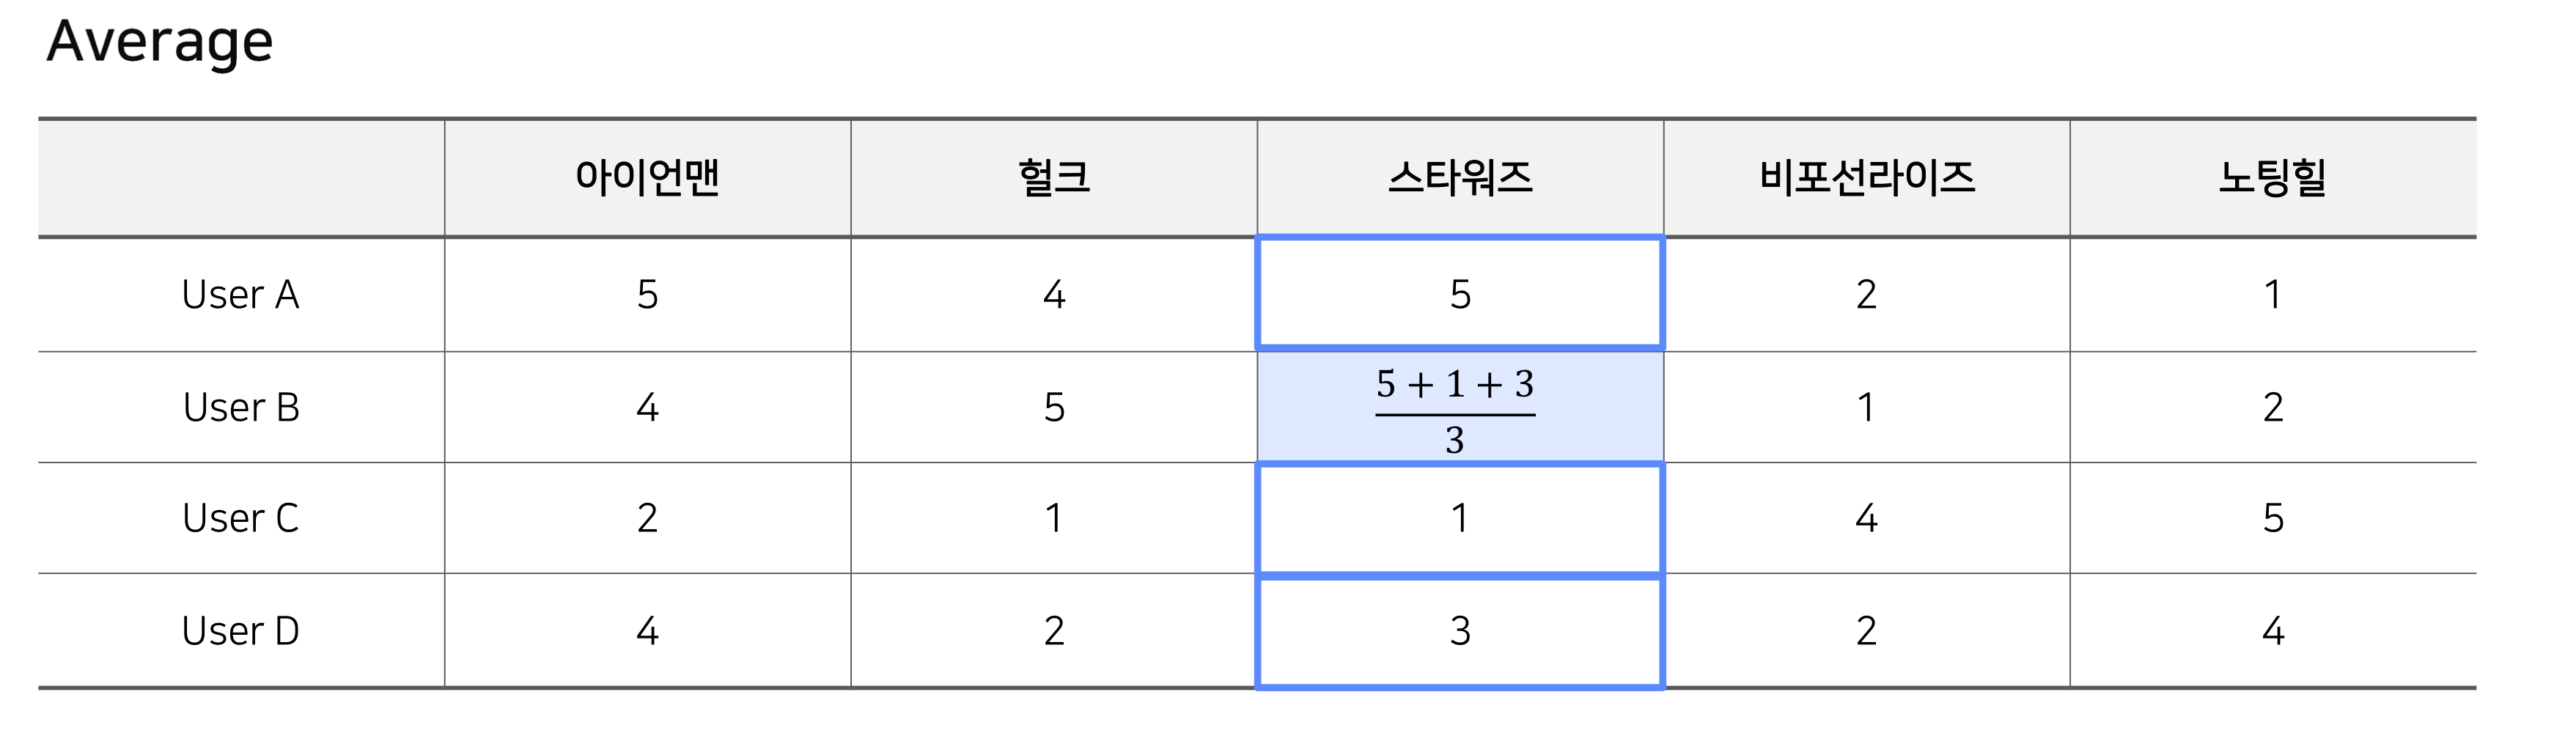 Average
아이언맨 헐크 스타워즈 비포선라이즈 노팅힐
User A 5 4 5 2 1
User B 4 5 5 + 1 + 3 / 3 1 2
User C 2 1 1 4 5
User D 4 2 3 2 4